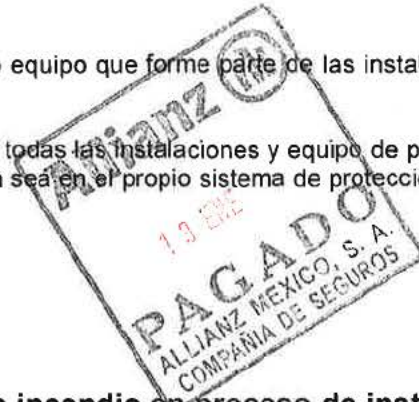 equipo que forme parte de las instal
todas las instalaciones y equipo de p
sea en el propio sistema de protecci
Allianz
PAGADO
ALLIANZ MEXICO, S. A.
COMPAÑIA DE SEGUROS
incendio en proceso de inst